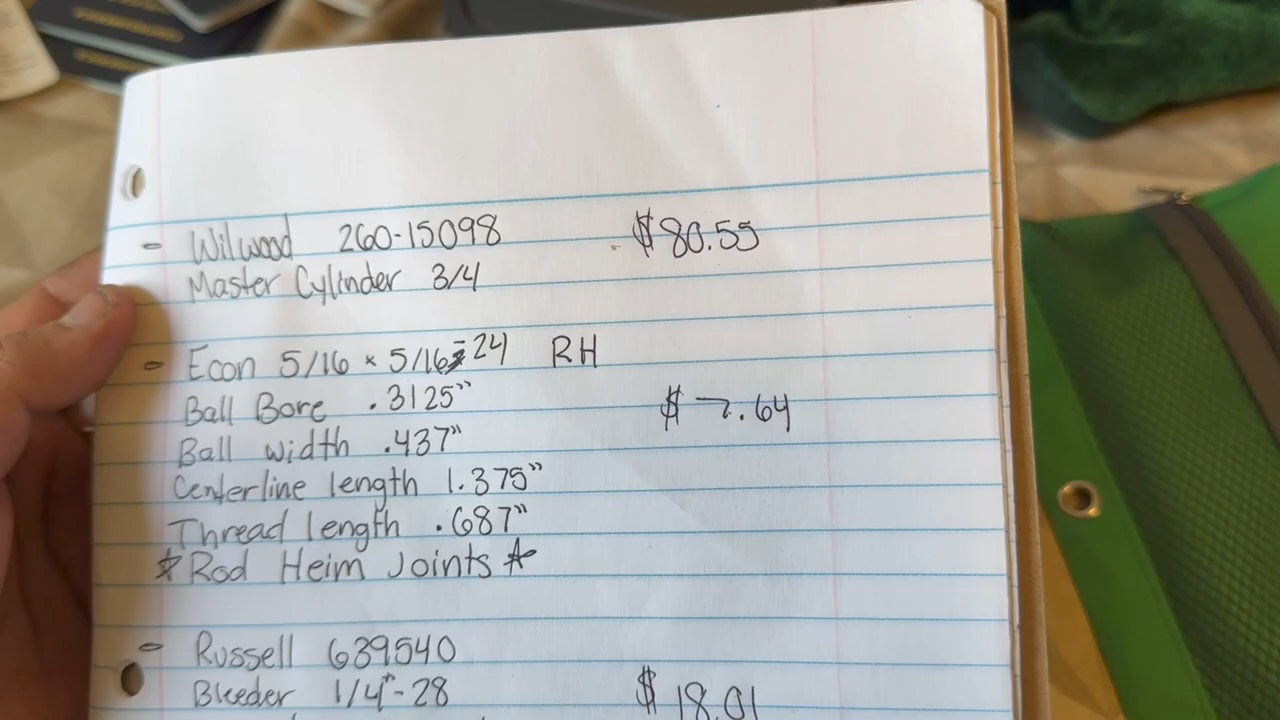 - Wilwood 260-15098 $80.55
Master Cylinder 3/4
- Econ 5/16 x 5/16-24 RH
Ball Bore .3125" $7.64
Ball width .437"
Centerline length 1.375"
Thread length .687"
☆ Rod Heim Joints ☆
- Russell 639540
Bleeder 1/4"-28 $18.01